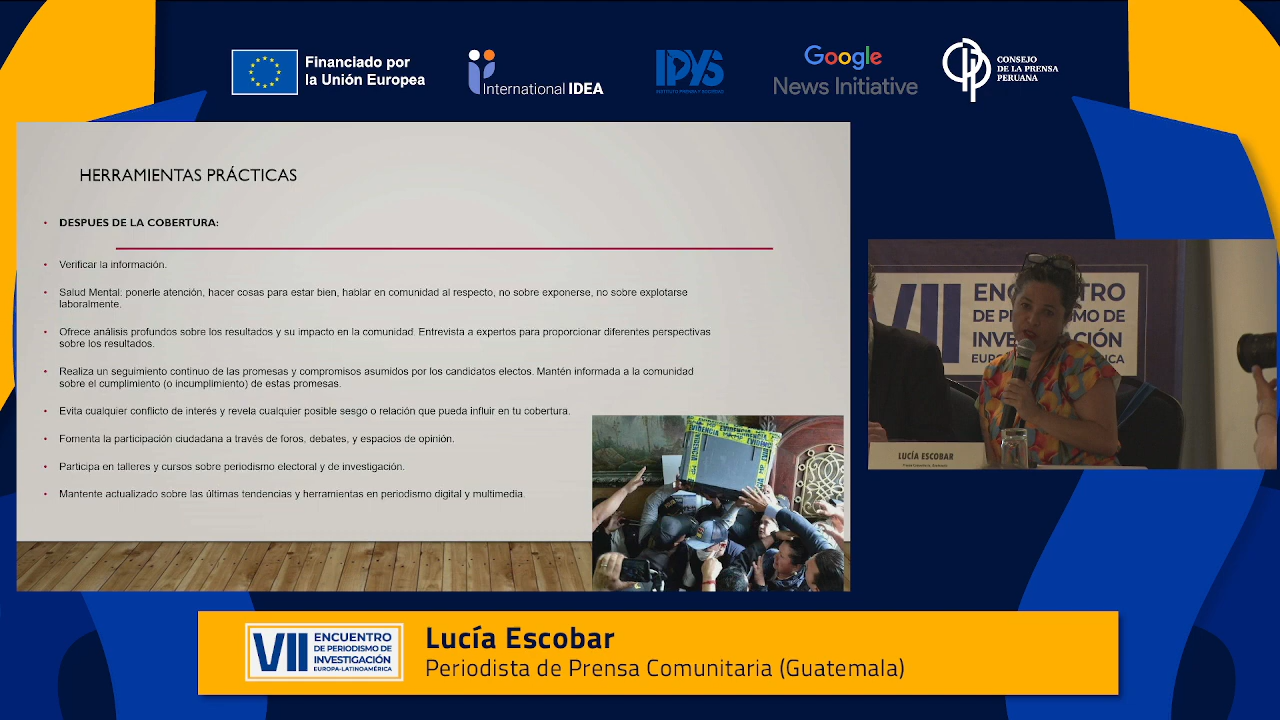 Financiado por
la Unión Europea
International IDEA
IPYS
INSTITUTO PRENSA Y SOCIEDAD
Google
News Initiative
CONSEJO
DE LA PRENSA
PERUANA
HERRAMIENTAS PRÁCTICAS
• DESPUES DE LA COBERTURA:
• Verificar la información.
• Salud Mental: ponerle atención, hacer cosas para estar bien, hablar en comunidad al respecto, no sobre exponerse, no sobre explotarse
laboralmente.
• Ofrece análisis profundos sobre los resultados y su impacto en la comunidad. Entrevista a expertos para proporcionar diferentes perspectivas
sobre los resultados.
• Realiza un seguimiento continuo de las promesas y compromisos asumidos por los candidatos electos. Mantén informada a la comunidad
sobre el cumplimiento (o incumplimiento) de estas promesas.
• Evita cualquier conflicto de interés y revela cualquier posible sesgo o relación que pueda influir en tu cobertura.
• Fomenta la participación ciudadana a través de foros, debates, y espacios de opinión.
• Participa en talleres y cursos sobre periodismo electoral y de investigación.
• Mantente actualizado sobre las últimas tendencias y herramientas en periodismo digital y multimedia.
EVIDENCIA
VII
LUCÍA ESCOBAR
VII
ENCUENTRO
DE PERIODISMO DE
INVESTIGACIÓN
EUROPA-LATINOAMÉRICA
Lucía Escobar
Periodista de Prensa Comunitaria (Guatemala)